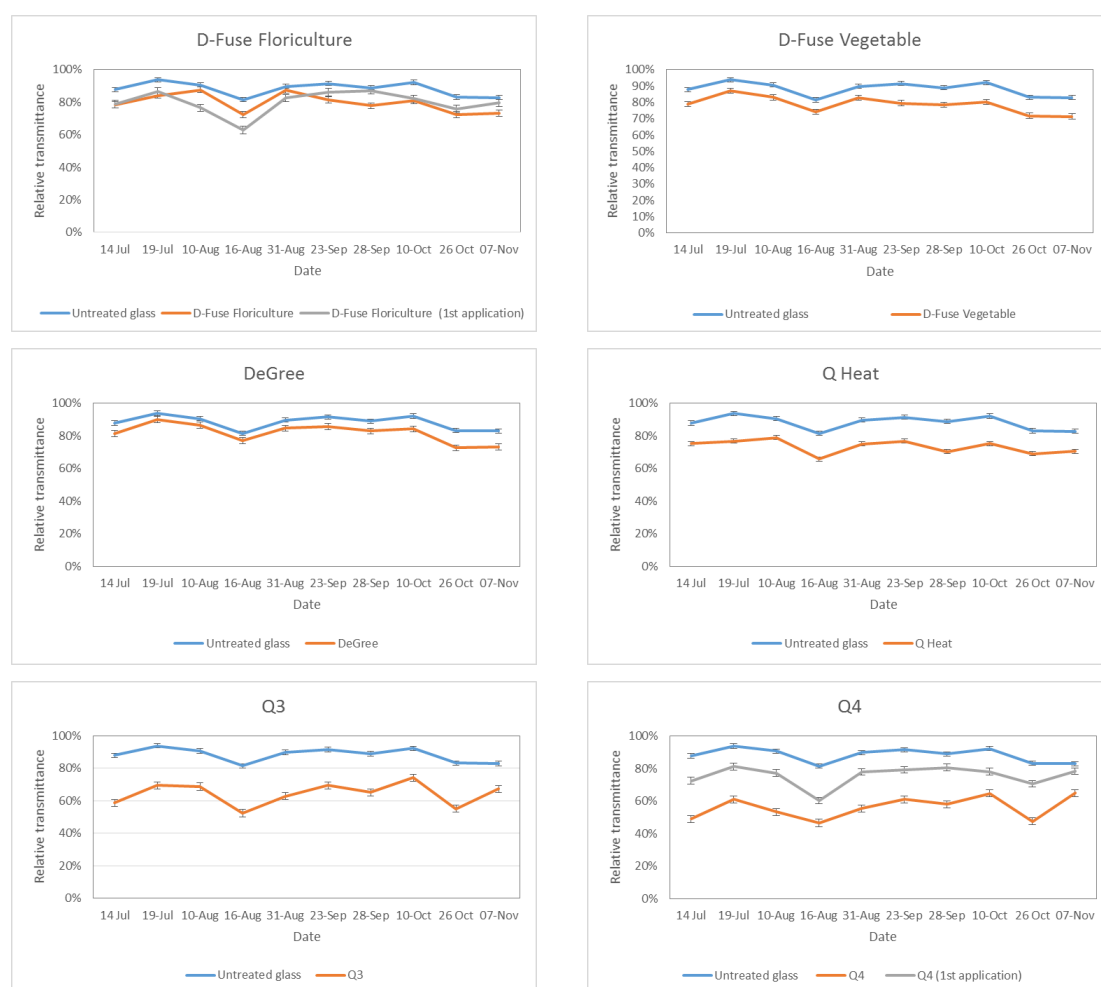 D-Fuse Floriculture
100%
80%
60%
40%
20%
0%
Relative transmittance
14 Jul 19-Jul 10-Aug 16-Aug 31-Aug 23-Sep 28-Sep 10-Oct 26 Oct 07-Nov
Date
Untreated glass D-Fuse Floriculture D-Fuse Floriculture (1st application)
D-Fuse Vegetable
100%
90%
80%
70%
60%
50%
40%
30%
20%
10%
0%
Relative transmittance
14 Jul 19-Jul 10-Aug 16-Aug 31-Aug 23-Sep 28-Sep 10-Oct 26 Oct 07-Nov
Date
Untreated glass D-Fuse Vegetable
DeGree
100%
80%
60%
40%
20%
0%
Relative transmittance
14 Jul 19-Jul 10-Aug 16-Aug 31-Aug 23-Sep 28-Sep 10-Oct 26 Oct 07-Nov
Date
Untreated glass DeGree
Q Heat
100%
80%
60%
40%
20%
0%
Relative transmittance
14 Jul 19-Jul 10-Aug 16-Aug 31-Aug 23-Sep 28-Sep 10-Oct 26 Oct 07-Nov
Date
Untreated glass Q Heat
Q3
100%
80%
60%
40%
20%
0%
Relative transmittance
14 Jul 19-Jul 10-Aug 16-Aug 31-Aug 23-Sep 28-Sep 10-Oct 26 Oct 07-Nov
Date
Untreated glass Q3
Q4
100%
80%
60%
40%
20%
0%
Relative transmittance
14 Jul 19-Jul 10-Aug 16-Aug 31-Aug 23-Sep 28-Sep 10-Oct 26 Oct 07-Nov
Date
Untreated glass Q4 Q4 (1st application)